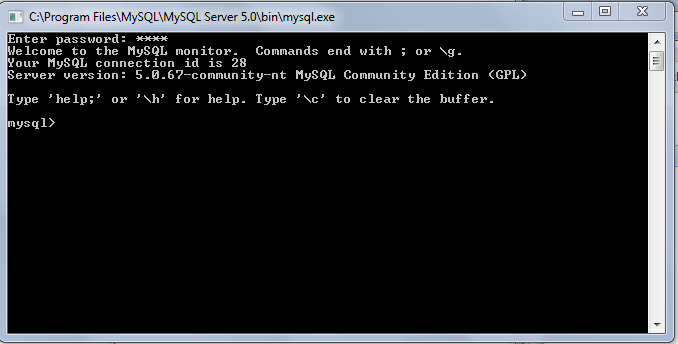 C:\Program Files\MySQL\MySQL Server 5.0\bin\mysql.exe
Enter password: ****
Welcome to the MySQL monitor.  Commands end with ; or \g.
Your MySQL connection id is 28
Server version: 5.0.67-community-nt MySQL Community Edition (GPL)
Type 'help;' or '\h' for help. Type '\c' to clear the buffer.
mysql>